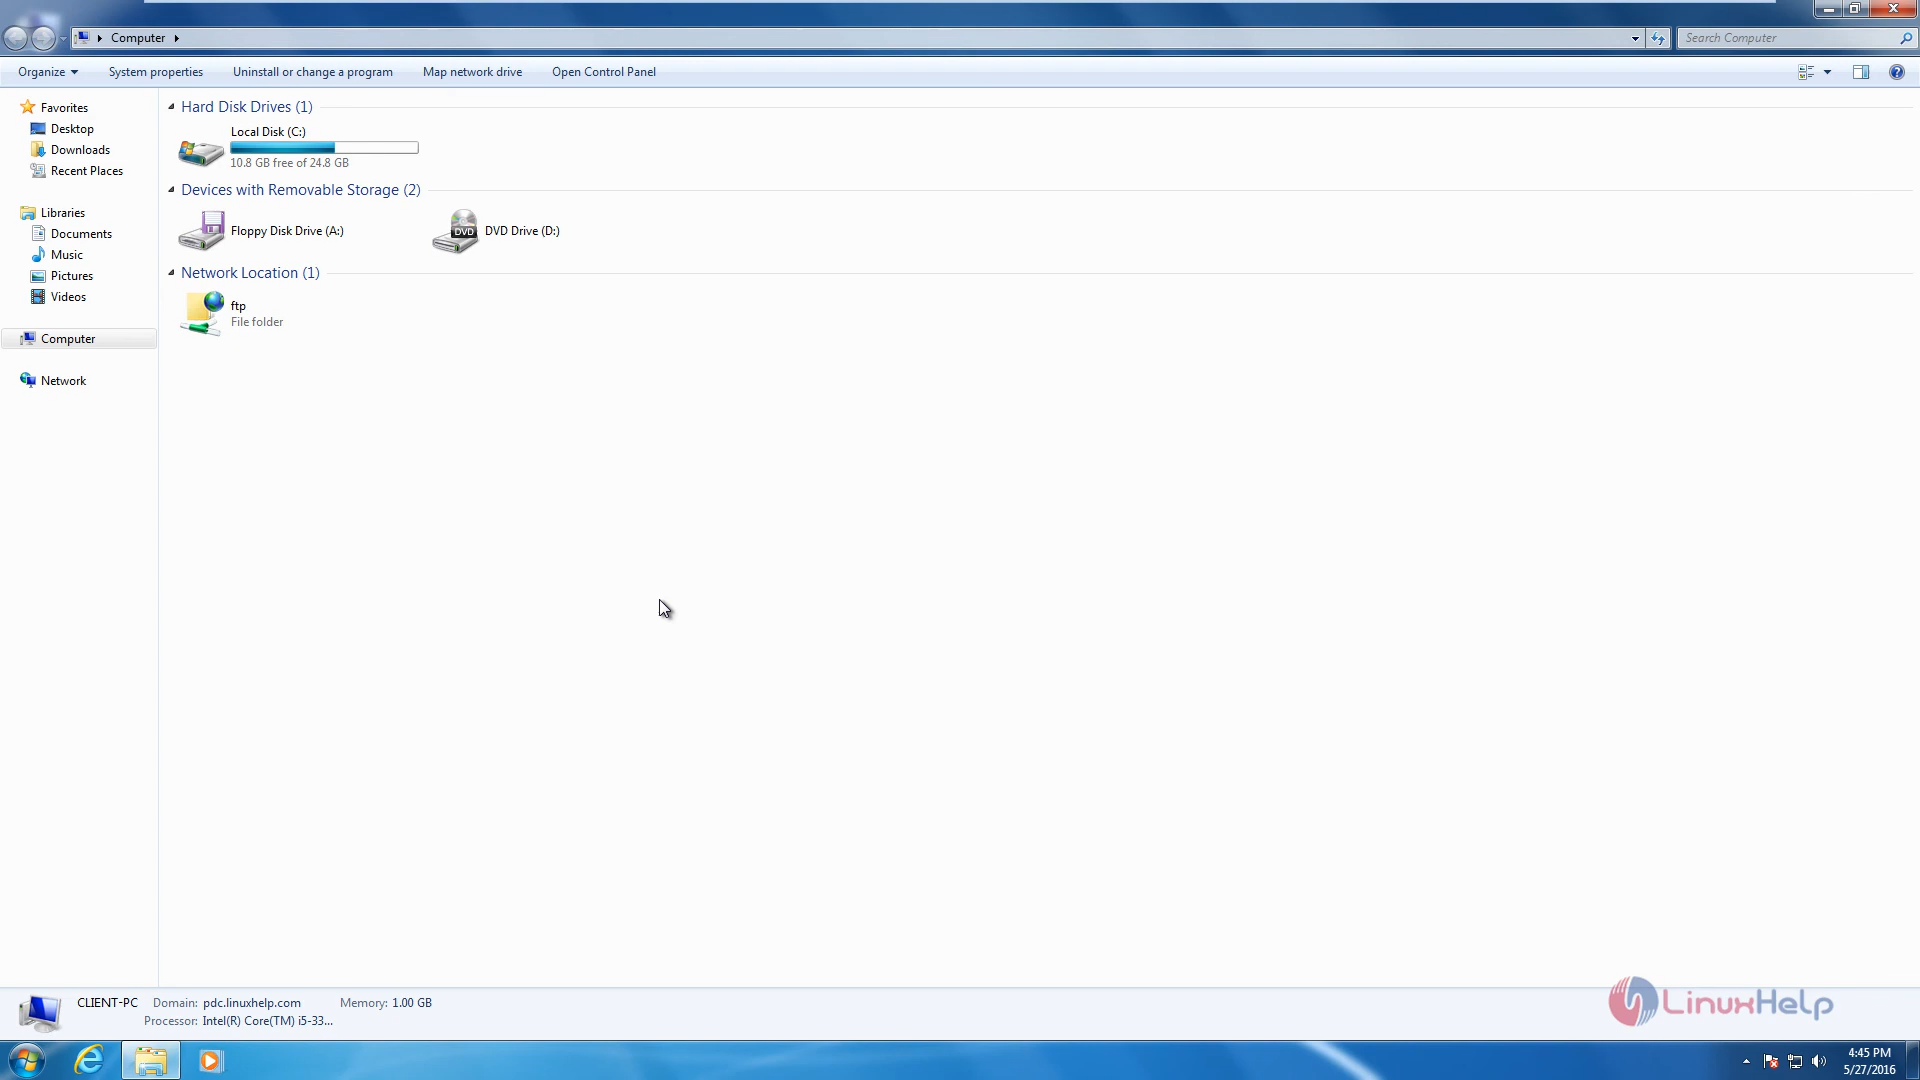 Computer
Search Computer
Organize
System properties
Uninstall or change a program
Map network drive
Open Control Panel
Favorites
Desktop
Downloads
Recent Places
Libraries
Documents
Music
Pictures
Videos
Computer
Network
Hard Disk Drives (1)
Local Disk (C:)
10.8 GB free of 24.8 GB
Devices with Removable Storage (2)
Floppy Disk Drive (A:)
DVD
DVD Drive (D:)
Network Location (1)
ftp
File folder
CLIENT-PC Domain: pdc.linuxhelp.com Memory: 1.00 GB
Processor: Intel(R) Core(TM) i5-33...
LinuxHelp
4:45 PM
5/27/2016